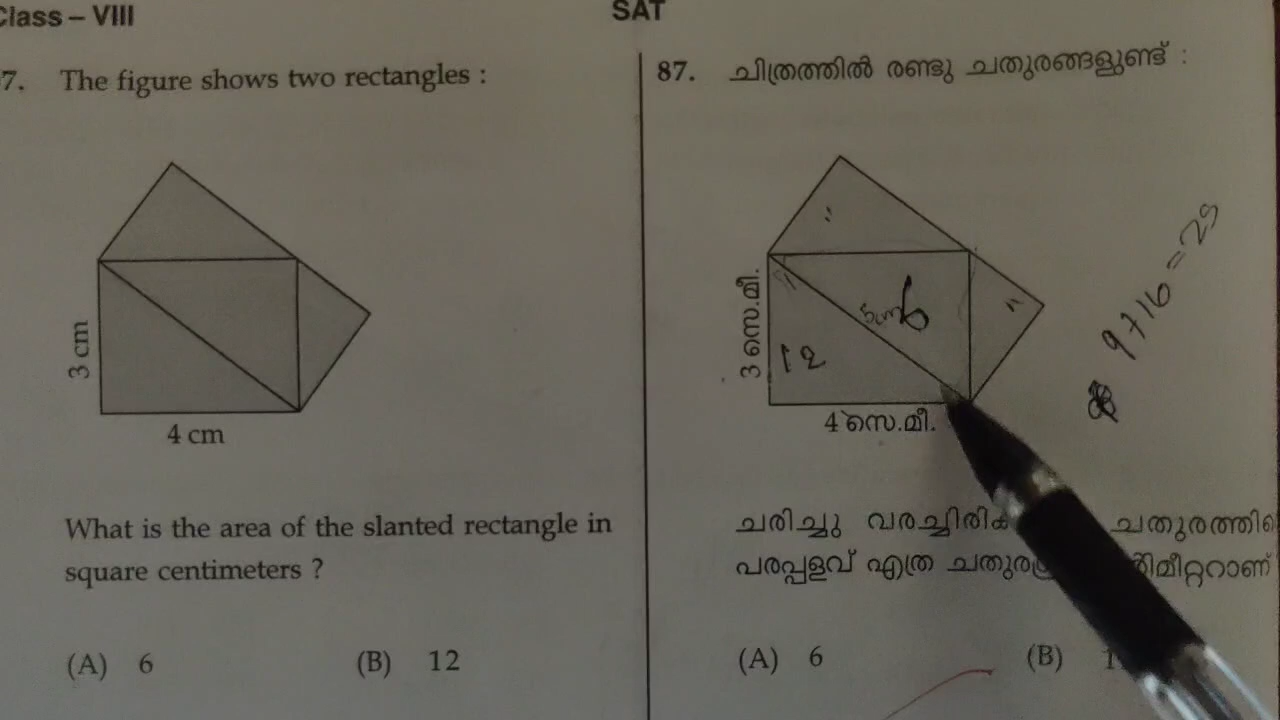 Class – VIII
SAT
7. The figure shows two rectangles :
3 cm
4 cm
What is the area of the slanted rectangle in
square centimeters ?
(A) 6
(B) 12
87. ചിത്രത്തിൽ രണ്ടു ചതുരങ്ങളുണ്ട് :
3 സെ.മീ.
4 സെ.മീ.
12
5cm
6
9+16=25
ചരിച്ചു ചതുരത്തി
പരപ്പളവ് എത്ര
(A) 6
(B)